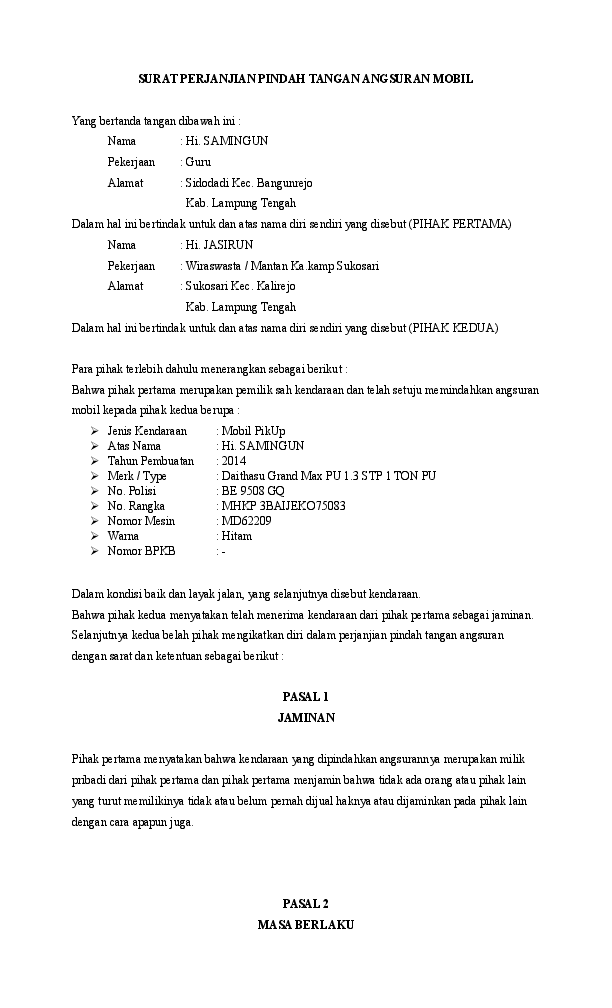 SURAT PERJANJIAN PINDAH TANGAN ANGSURAN MOBIL
Yang bertanda tangan dibawah ini :
Nama : Hi. SAMINGUN
Pekerjaan : Guru
Alamat : Sidodadi Kec. Bangunrejo
Kab. Lampung Tengah
Dalam hal ini bertindak untuk dan atas nama diri sendiri yang disebut (PIHAK PERTAMA)
Nama : Hi. JASIRUN
Pekerjaan : Wiraswasta / Mantan Ka.kamp Sukosari
Alamat : Sukosari Kec. Kalirejo
Kab. Lampung Tengah
Dalam hal ini bertindak untuk dan atas nama diri sendiri yang disebut (PIHAK KEDUA)
Para pihak terlebih dahulu menerangkan sebagai berikut :
Bahwa pihak pertama merupakan pemilik sah kendaraan dan telah setuju memindahkan angsuran
mobil kepada pihak kedua berupa :
➢ Jenis Kendaraan : Mobil PikUp
➢ Atas Nama : Hi. SAMINGUN
➢ Tahun Pembuatan : 2014
➢ Merk / Type : Daithasu Grand Max PU 1.3 STP 1 TON PU
➢ No. Polisi : BE 9508 GQ
➢ No. Rangka : MHKP 3BAIJEKO75083
➢ Nomor Mesin : MD62209
➢ Warna : Hitam
➢ Nomor BPKB : -
Dalam kondisi baik dan layak jalan, yang selanjutnya disebut kendaraan.
Bahwa pihak kedua menyatakan telah menerima kendaraan dari pihak pertama sebagai jaminan.
Selanjutnya kedua belah pihak mengikatkan diri dalam perjanjian pindah tangan angsuran
dengan sarat dan ketentuan sebagai berikut :
PASAL 1
JAMINAN
Pihak pertama menyatakan bahwa kendaraan yang dipindahkan angsurannya merupakan milik
pribadi dari pihak pertama dan pihak pertama menjamin bahwa tidak ada orang atau pihak lain
yang turut memilikinya tidak atau belum pernah dijual haknya atau dijaminkan pada pihak lain
dengan cara apapun juga.
PASAL 2
MASA BERLAKU